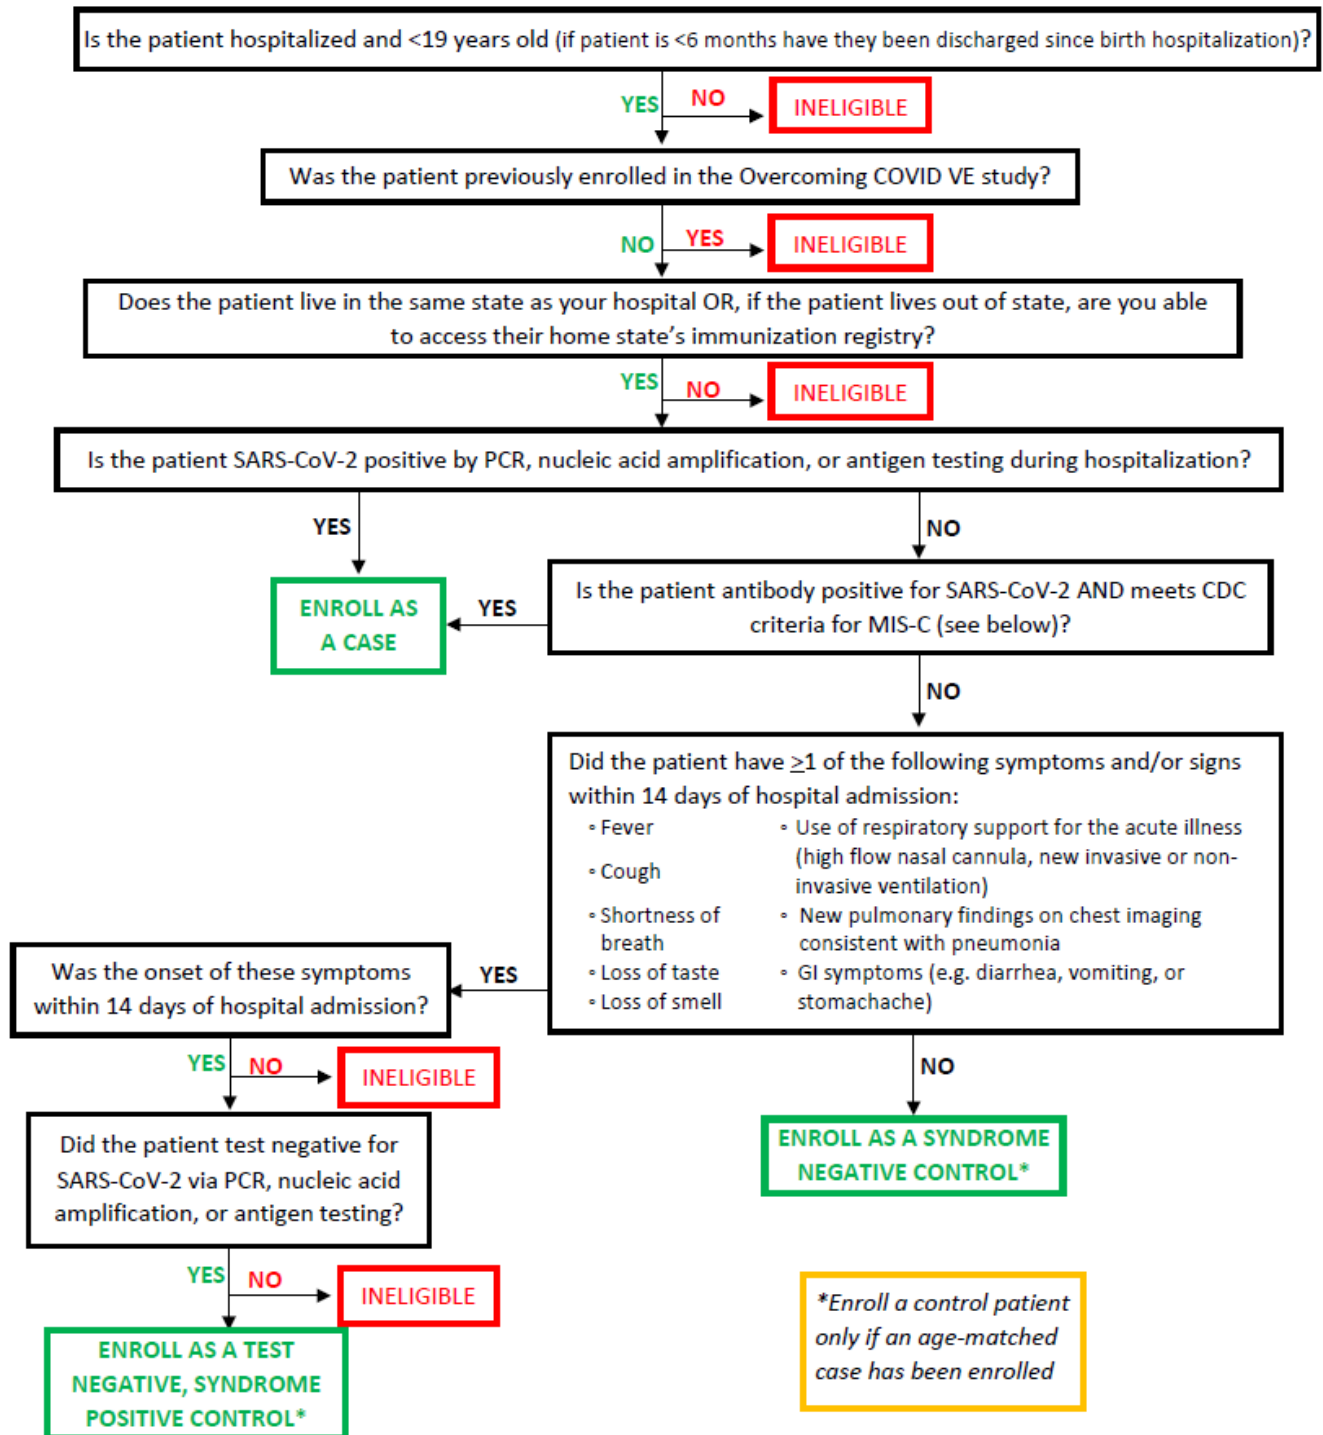 Is the patient hospitalized and <19 years old (if patient is <6 months have they been discharged since birth hospitalization)?
YES
NO
INELIGIBLE
Was the patient previously enrolled in the Overcoming COVID VE study?
NO
YES
INELIGIBLE
Does the patient live in the same state as your hospital OR, if the patient lives out of state, are you able
to access their home state's immunization registry?
YES
NO
INELIGIBLE
Is the patient SARS-CoV-2 positive by PCR, nucleic acid amplification, or antigen testing during hospitalization?
YES
NO
ENROLL AS
A CASE
YES
Is the patient antibody positive for SARS-CoV-2 AND meets CDC
criteria for MIS-C (see below)?
NO
Did the patient have ≥1 of the following symptoms and/or signs
within 14 days of hospital admission:
◦ Fever
◦ Cough
◦ Shortness of
breath
◦ Loss of taste
◦ Loss of smell
◦ Use of respiratory support for the acute illness
(high flow nasal cannula, new invasive or non-
invasive ventilation)
◦ New pulmonary findings on chest imaging
consistent with pneumonia
◦ GI symptoms (e.g. diarrhea, vomiting, or
stomachache)
YES
Was the onset of these symptoms
within 14 days of hospital admission?
YES
NO
INELIGIBLE
NO
ENROLL AS A SYNDROME
NEGATIVE CONTROL*
Did the patient test negative for
SARS-CoV-2 via PCR, nucleic acid
amplification, or antigen testing?
YES
NO
INELIGIBLE
ENROLL AS A TEST
NEGATIVE, SYNDROME
POSITIVE CONTROL*
*Enroll a control patient
only if an age-matched
case has been enrolled